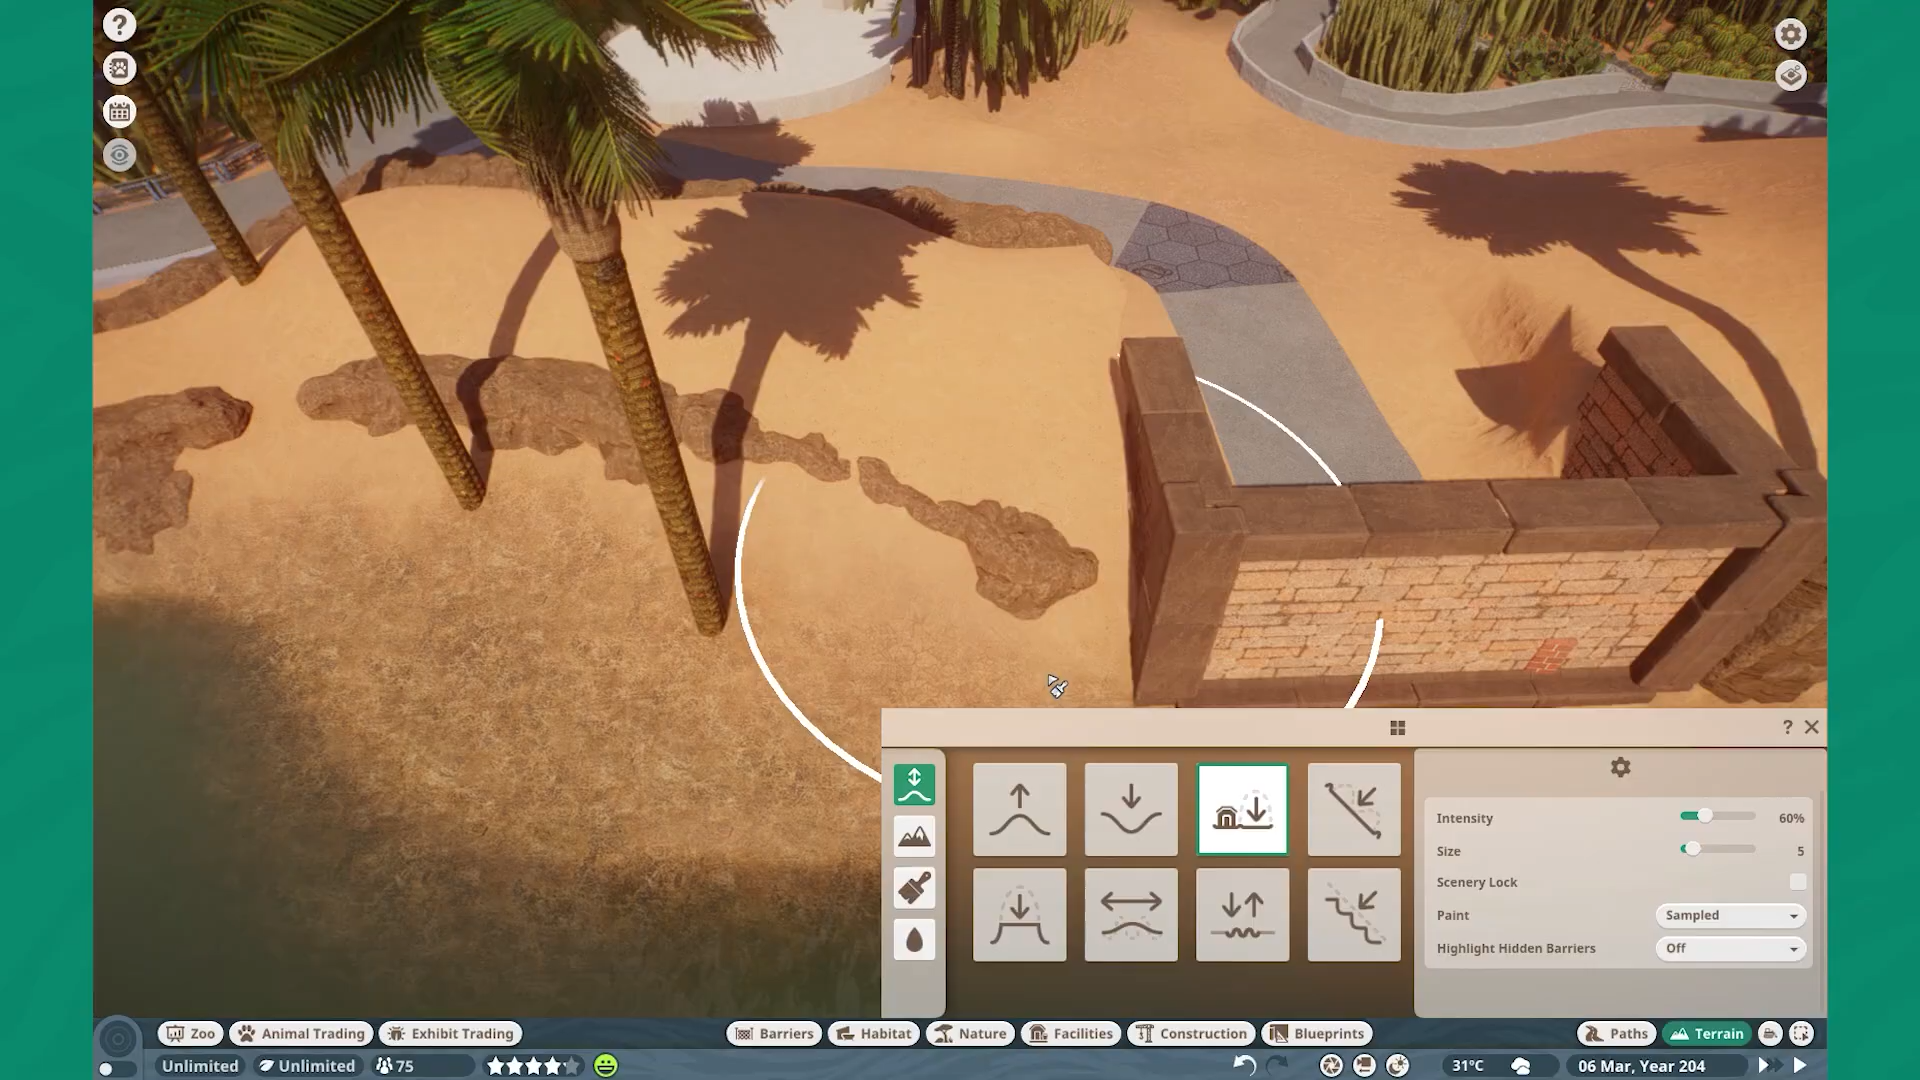 ?
?
Intensity 60%
Size 5
Scenery Lock
Paint Sampled
Highlight Hidden Barriers Off
Zoo Animal Trading Exhibit Trading Barriers Habitat Nature Facilities Construction Blueprints Paths Terrain
Unlimited Unlimited 75 31°C 06 Mar, Year 204